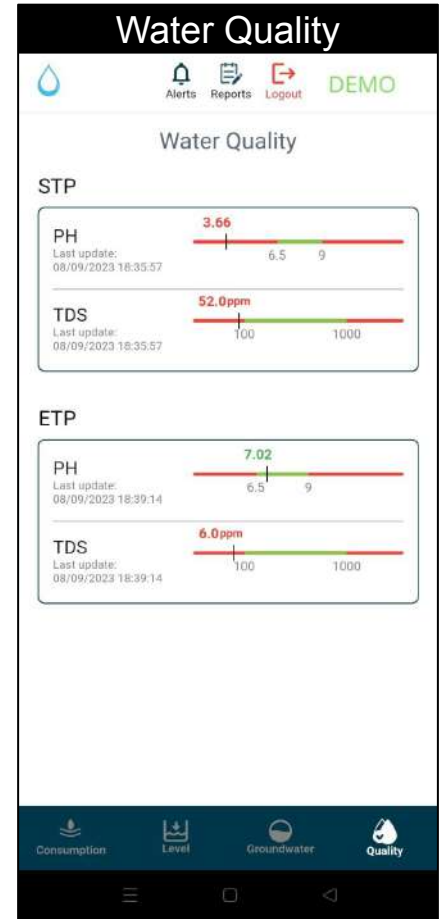 Water Quality
Alerts Reports Logout DEMO
Water Quality
STP
3.66
PH
Last update:
08/09/2023 18:35:57
6.5 9
52.0ppm
TDS
Last update:
08/09/2023 18:35:57
100 1000
ETP
7.02
PH
Last update:
08/09/2023 18:39:14
6.5 9
6.0ppm
TDS
Last update:
08/09/2023 18:39:14
100 1000
Consumption Level Groundwater Quality